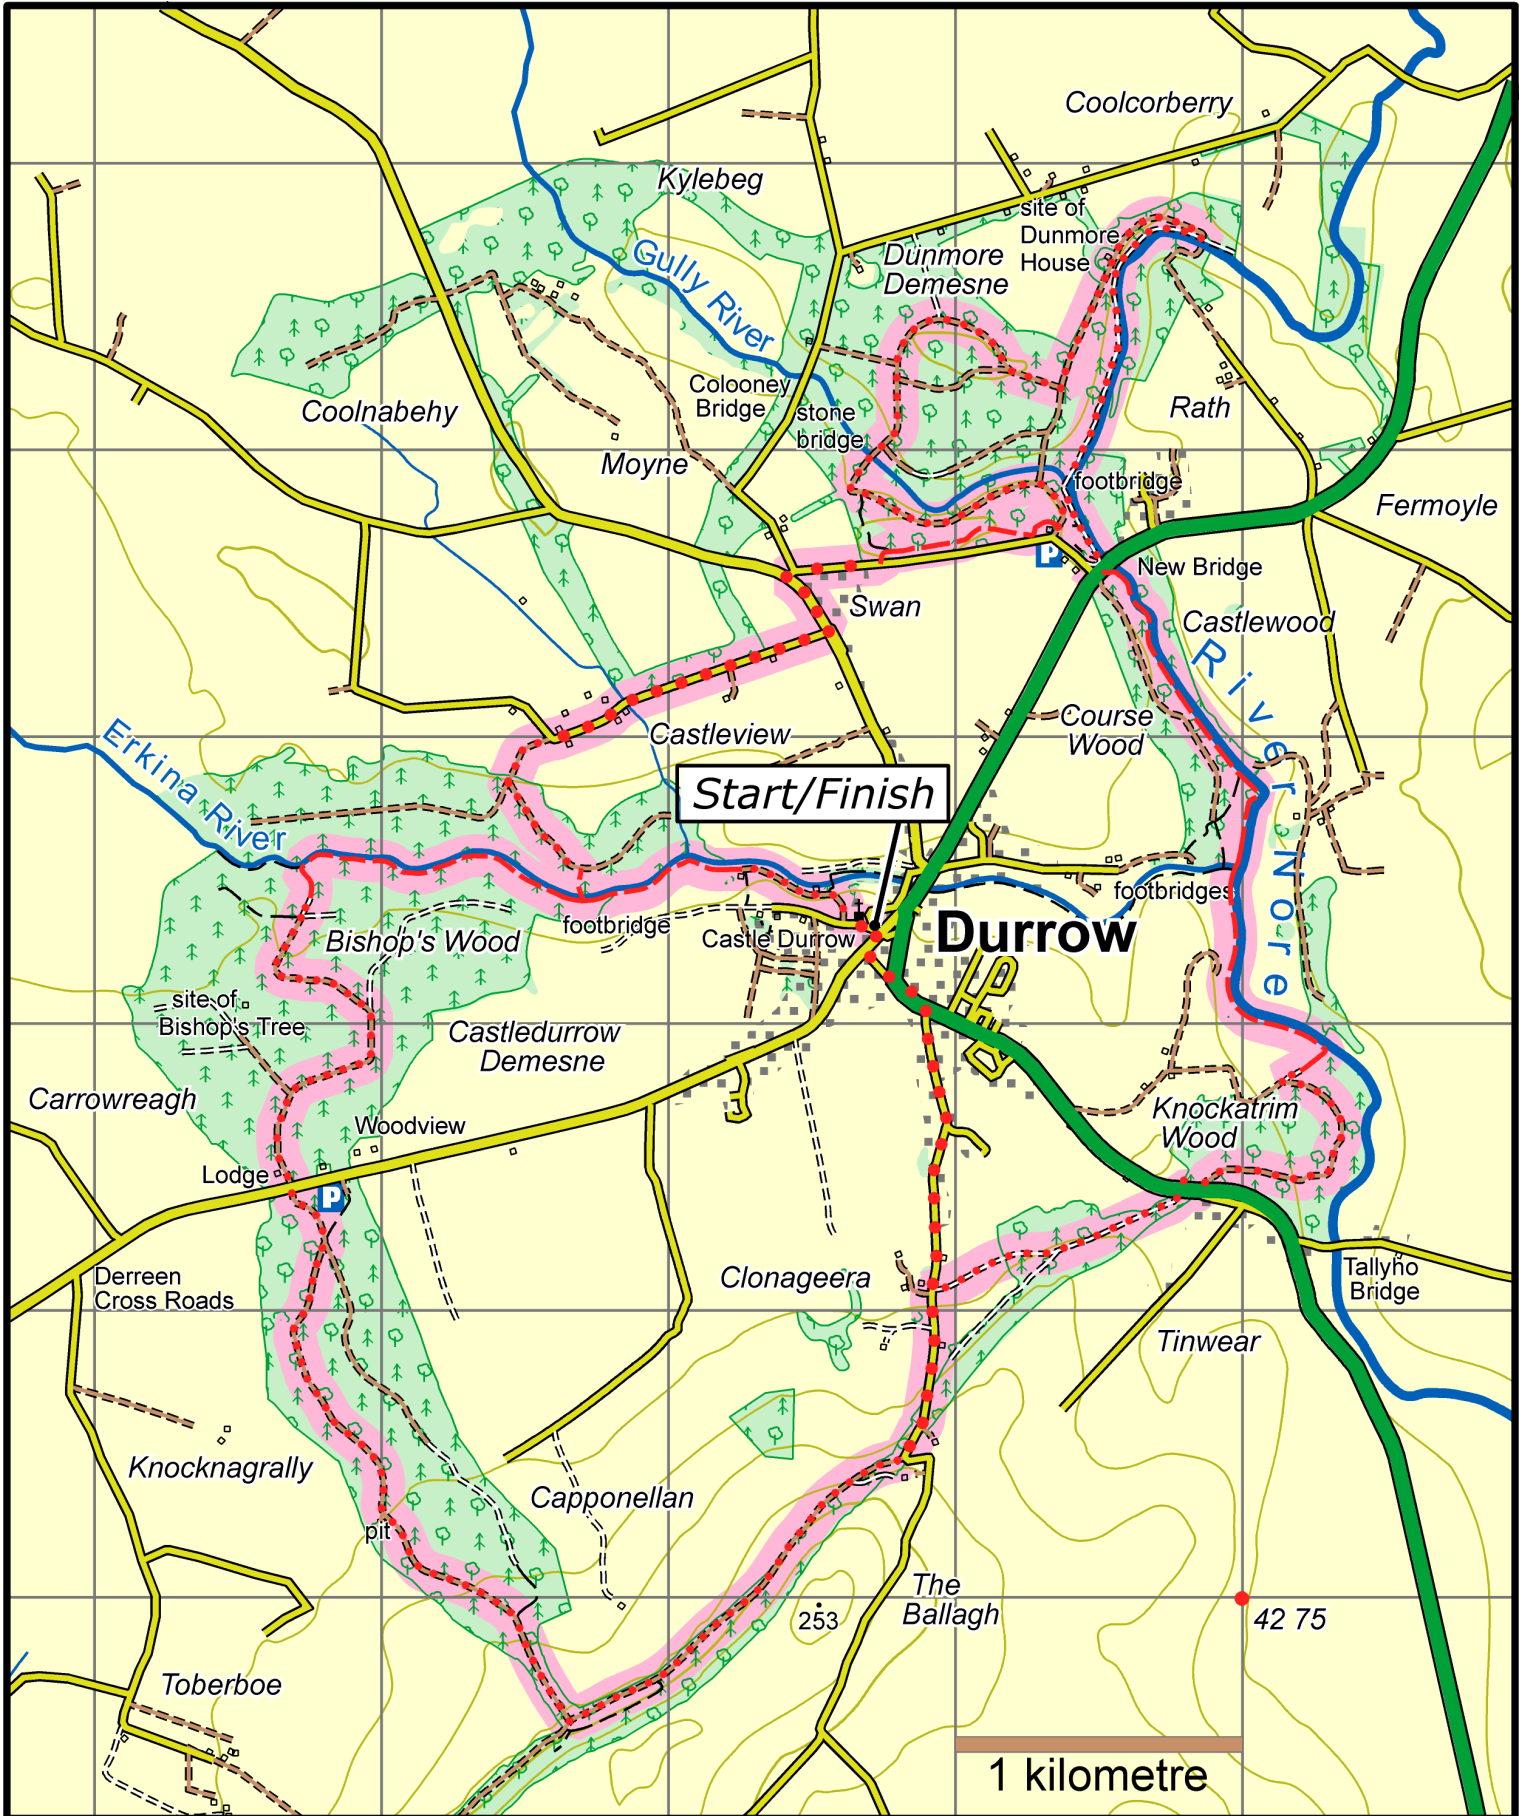 Coolcorberry
Kylebeg
site of
Dunmore
House
Dunmore
Demesne
Gully River
Colooney
Bridge
stone
bridge
Coolnabehy
Rath
Moyne
footbridge
Fermoyle
P
New Bridge
Swan
Castlewood
River Nore
Course
Wood
Castleview
Erkina River
Start/Finish
footbridges
footbridge
Bishop's Wood
Castle Durrow
Durrow
site of
Bishop's Tree
Castledurrow
Demesne
Carrowreagh
Woodview
Knockatrim
Wood
Lodge
P
Derreen
Cross Roads
Clonageera
Tallyho
Bridge
Tinwear
Knocknagrally
Capponellan
pit
The
Ballagh
253
42 75
Toberboe
1 kilometre